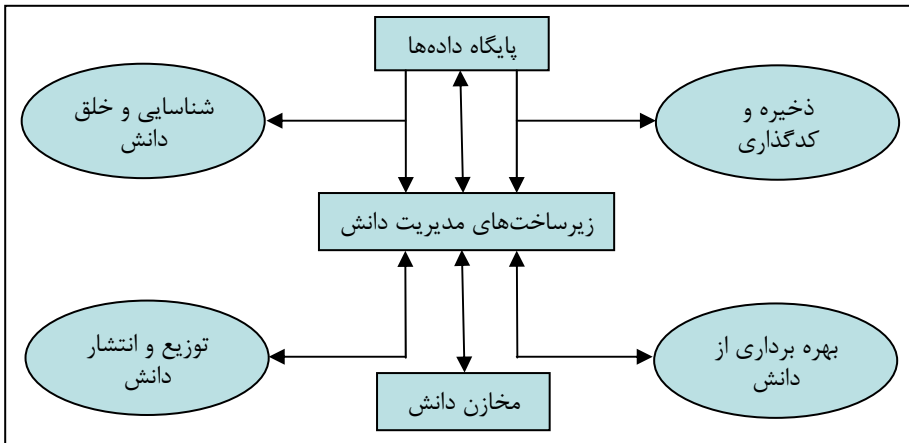 پایگاه داده‌ها
ذخیره و
کدگذاری
شناسایی و خلق
دانش
زیرساخت‌های مدیریت دانش
بهره برداری از
دانش
توزیع و انتشار
دانش
مخازن دانش